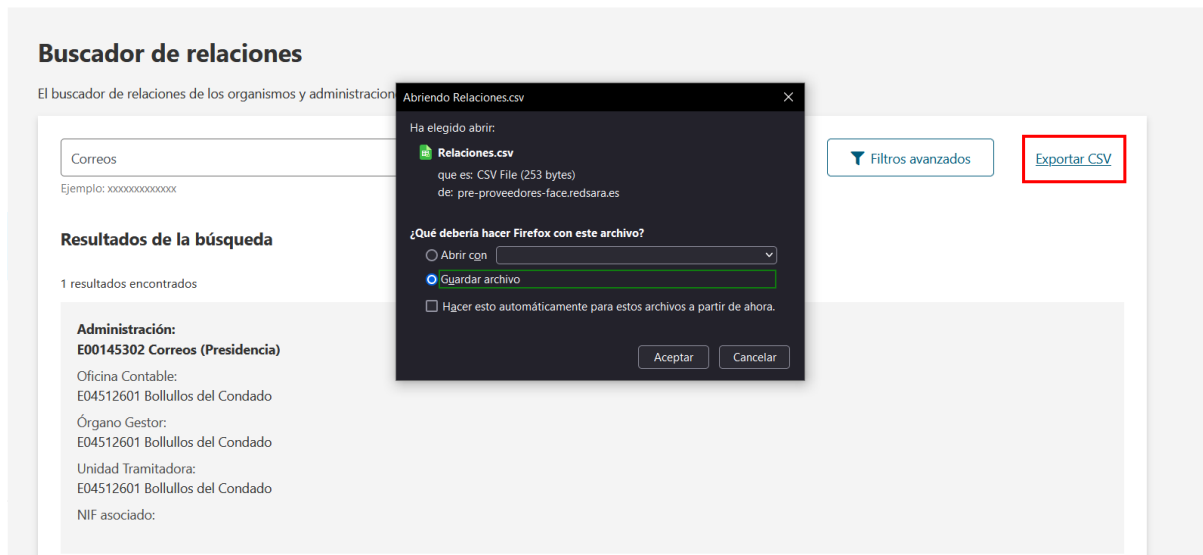 Buscador de relaciones
El buscador de relaciones de los organismos y administracion
Correos
Ejemplo: xxxxxxxxxxxx
Filtros avanzados
Exportar CSV
Abriendo Relaciones.csv
Ha elegido abrir:
Relaciones.csv
que es: CSV File (253 bytes)
de: pre-proveedores-face.redsara.es
¿Qué debería hacer Firefox con este archivo?
Abrir con
Guardar archivo
Hacer esto automáticamente para estos archivos a partir de ahora.
Aceptar
Cancelar
Resultados de la búsqueda
1 resultados encontrados
Administración:
E00145302 Correos (Presidencia)
Oficina Contable:
E04512601 Bollullos del Condado
Órgano Gestor:
E04512601 Bollullos del Condado
Unidad Tramitadora:
E04512601 Bollullos del Condado
NIF asociado: